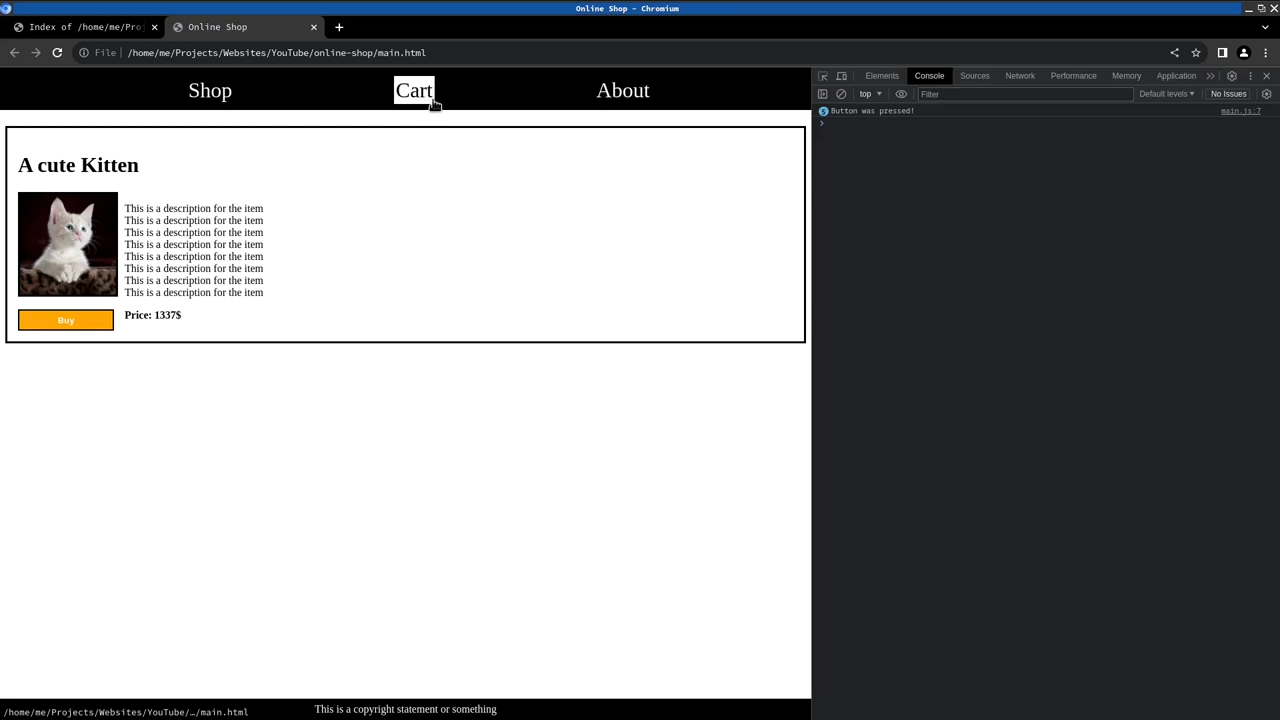 Online Shop - Chromium
Index of /home/me/Proj
Online Shop
File
/home/me/Projects/Websites/YouTube/online-shop/main.html
Shop
Cart
About
A cute Kitten
This is a description for the item
This is a description for the item
This is a description for the item
This is a description for the item
This is a description for the item
This is a description for the item
This is a description for the item
This is a description for the item
Buy
Price: 1337$
/home/me/Projects/Websites/YouTube/…/main.html
This is a copyright statement or something
Elements Console Sources Network Performance Memory Application
top Filter Default levels No Issues
5 Button was pressed! main.js:7